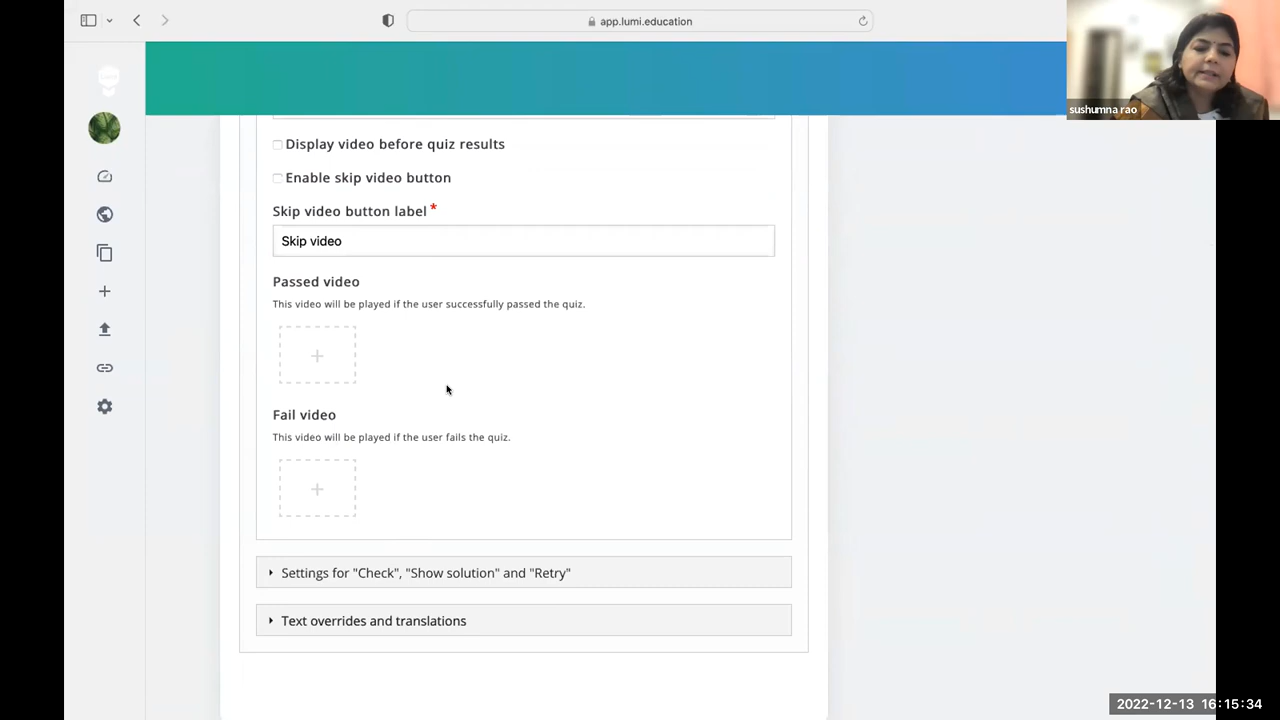 app.lumi.education
sushumna rao
Display video before quiz results
Enable skip video button
Skip video button label *
Skip video
Passed video
This video will be played if the user successfully passed the quiz.
+
Fail video
This video will be played if the user fails the quiz.
+
Settings for "Check", "Show solution" and "Retry"
Text overrides and translations
2022-12-13 16:15:34